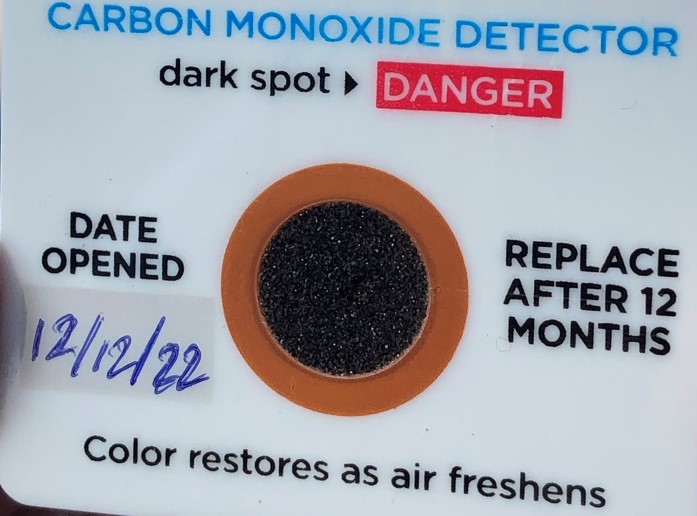 CARBON MONOXIDE DETECTOR
dark spot ▸ DANGER
DATE
OPENED
12/12/22
REPLACE
AFTER 12
MONTHS
Color restores as air freshens